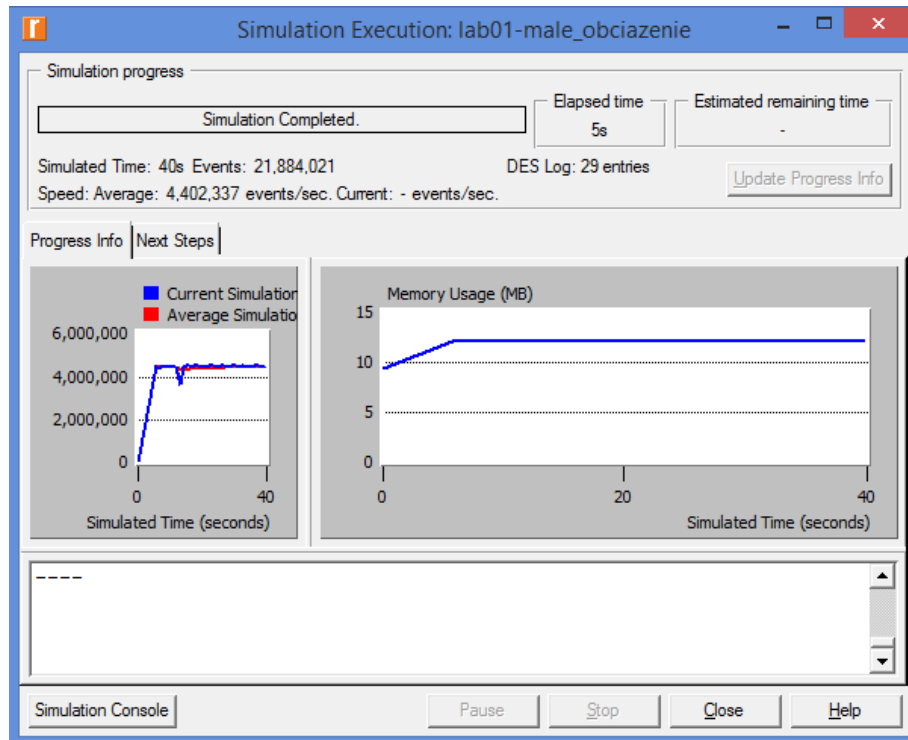 Simulation Execution: lab01-male_obciazenie
Simulation progress
Simulation Completed.
Elapsed time
5s
Estimated remaining time
-
Simulated Time: 40s Events: 21,884,021
DES Log: 29 entries
Speed: Average: 4,402,337 events/sec. Current: - events/sec.
Update Progress Info
Progress Info
Next Steps
Current Simulation
Average Simulatio
6,000,000
4,000,000
2,000,000
0
0
40
Simulated Time (seconds)
Memory Usage (MB)
15
10
5
0
0
20
40
Simulated Time (seconds)
----
Simulation Console
Pause
Stop
Close
Help